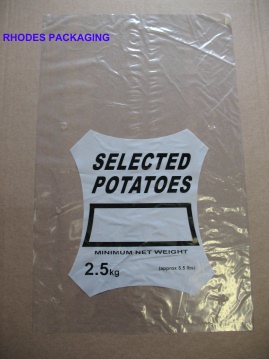 RHODES PACKAGING
SELECTED
POTATOES
MINIMUM NET WEIGHT
2.5kg (approx 5.5 lbs)